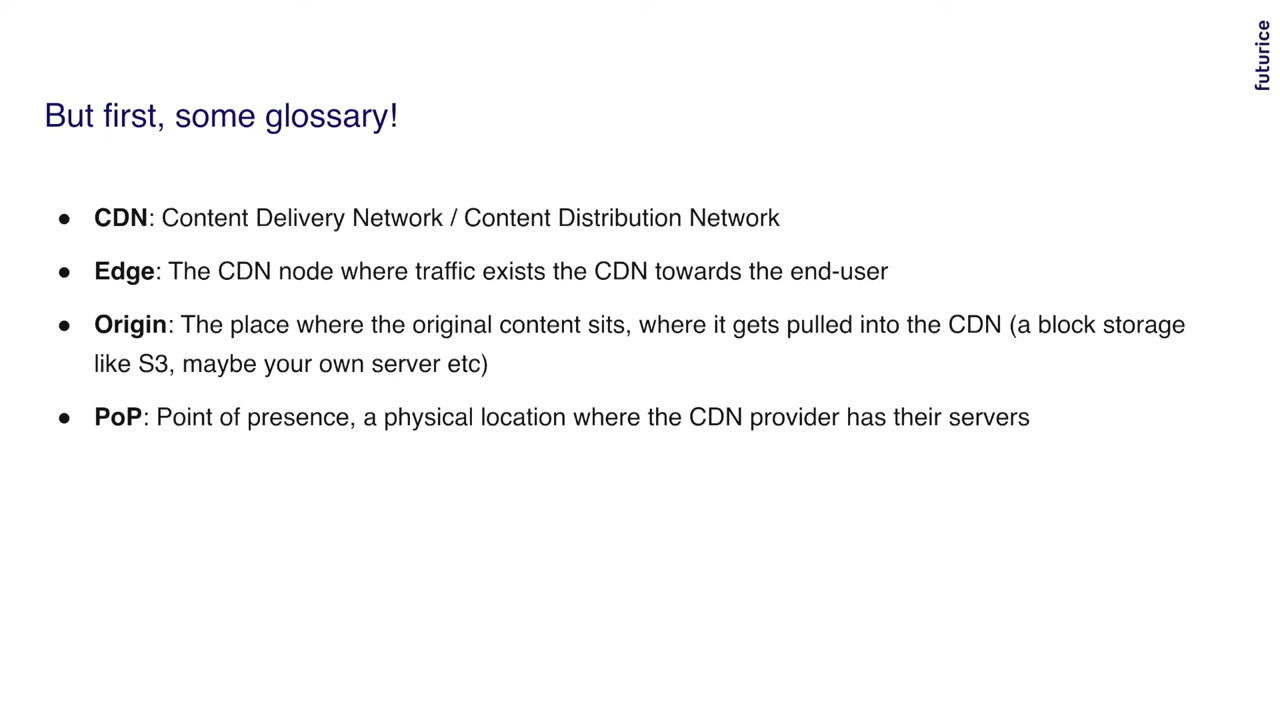 futurice
But first, some glossary!
● CDN: Content Delivery Network / Content Distribution Network
● Edge: The CDN node where traffic exists the CDN towards the end-user
● Origin: The place where the original content sits, where it gets pulled into the CDN (a block storage
like S3, maybe your own server etc)
● PoP: Point of presence, a physical location where the CDN provider has their servers